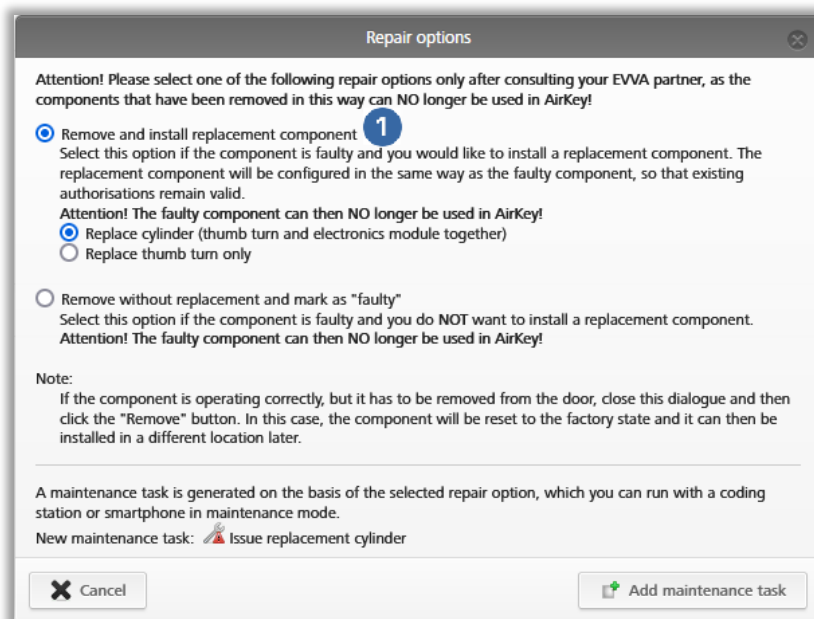 Repair options
Attention! Please select one of the following repair options only after consulting your EVVA partner, as the
components that have been removed in this way can NO longer be used in AirKey!
Remove and install replacement component 1
Select this option if the component is faulty and you would like to install a replacement component. The
replacement component will be configured in the same way as the faulty component, so that existing
authorisations remain valid.
Attention! The faulty component can then NO longer be used in AirKey!
Replace cylinder (thumb turn and electronics module together)
Replace thumb turn only
Remove without replacement and mark as "faulty"
Select this option if the component is faulty and you do NOT want to install a replacement component.
Attention! The faulty component can then NO longer be used in AirKey!
Note:
If the component is operating correctly, but it has to be removed from the door, close this dialogue and then
click the "Remove" button. In this case, the component will be reset to the factory state and it can then be
installed in a different location later.
A maintenance task is generated on the basis of the selected repair option, which you can run with a coding
station or smartphone in maintenance mode.
New maintenance task: Issue replacement cylinder
Cancel
Add maintenance task